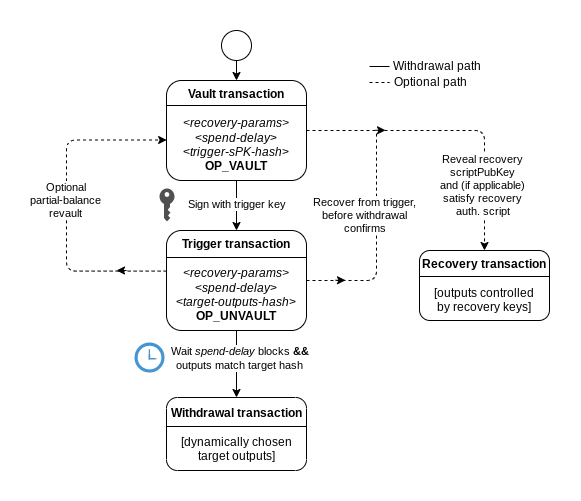 Withdrawal path
Optional path
Vault transaction
<recovery-params>
<spend-delay>
<trigger-sPK-hash>
OP_VAULT
Optional
partial-balance
revault
Sign with trigger key
Recover from trigger,
before withdrawal
confirms
Reveal recovery
scriptPubKey
and (if applicable)
satisfy recovery
auth. script
Trigger transaction
<recovery-params>
<spend-delay>
<target-outputs-hash>
OP_UNVAULT
Recovery transaction
[outputs controlled
by recovery keys]
Wait spend-delay blocks &&
outputs match target hash
Withdrawal transaction
[dynamically chosen
target outputs]